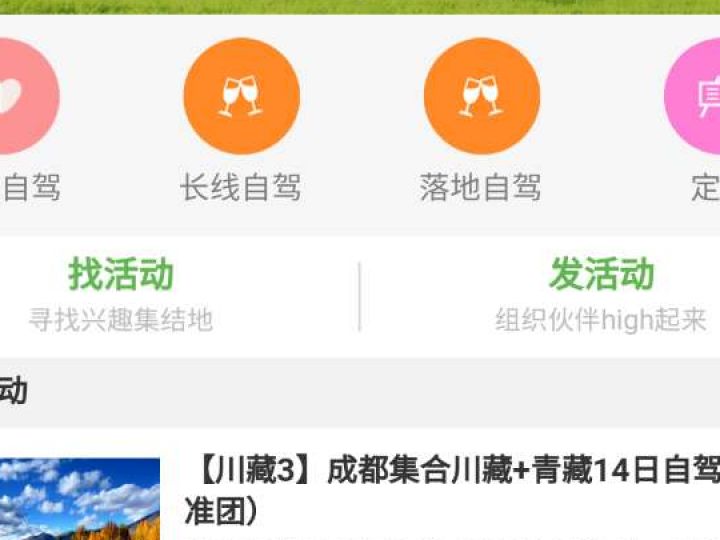 自驾 长线自驾 落地自驾 定
找活动 发活动
寻找兴趣集结地 组织伙伴high起来
动
【川藏3】成都集合川藏+青藏14日自驾
准团）